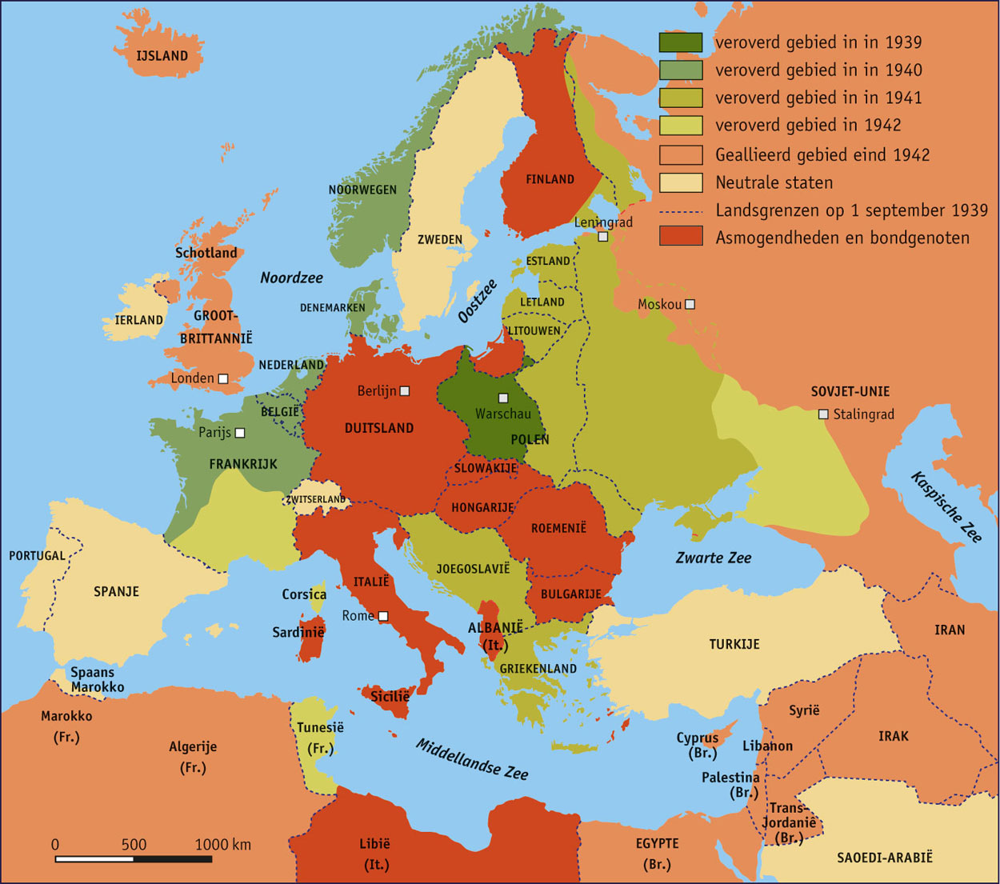 IJSLAND
veroverd gebied in in 1939
veroverd gebied in in 1940
veroverd gebied in in 1941
veroverd gebied in 1942
Geallieerd gebied eind 1942
Neutrale staten
Landsgrenzen op 1 september 1939
Asmogendheden en bondgenoten
NOORWEGEN
FINLAND
ZWEDEN
Leningrad
Schotland
Noordzee
ESTLAND
Oostzee
DENEMARKEN
LETLAND
Moskou
IERLAND
GROOT-
BRITTANNIË
LITOUWEN
NEDERLAND
Londen
Berlijn
SOVJET-UNIE
BELGIË
Warschau
Stalingrad
Parijs
DUITSLAND
POLEN
FRANKRIJK
SLOWAKIJE
ZWITSERLAND
HONGARIJE
Kaspische Zee
ROEMENIË
PORTUGAL
Zwarte Zee
SPANJE
JOEGOSLAVIË
ITALIË
Corsica
BULGARIJE
Rome
Sardinië
ALBANIË
(It.)
IRAN
TURKIJE
GRIEKENLAND
Spaans
Marokko
Sicilië
Marokko
(Fr.)
Syrië
Tunesië
(Fr.)
Cyprus
(Br.)
IRAK
Algerije
(Fr.)
Libanon
Middellandse Zee
Palestina
(Br.)
Trans-
Jordanië
(Br.)
0 500 1000 km
Libië
(It.)
EGYPTE
(Br.)
SAOEDI-ARABIË